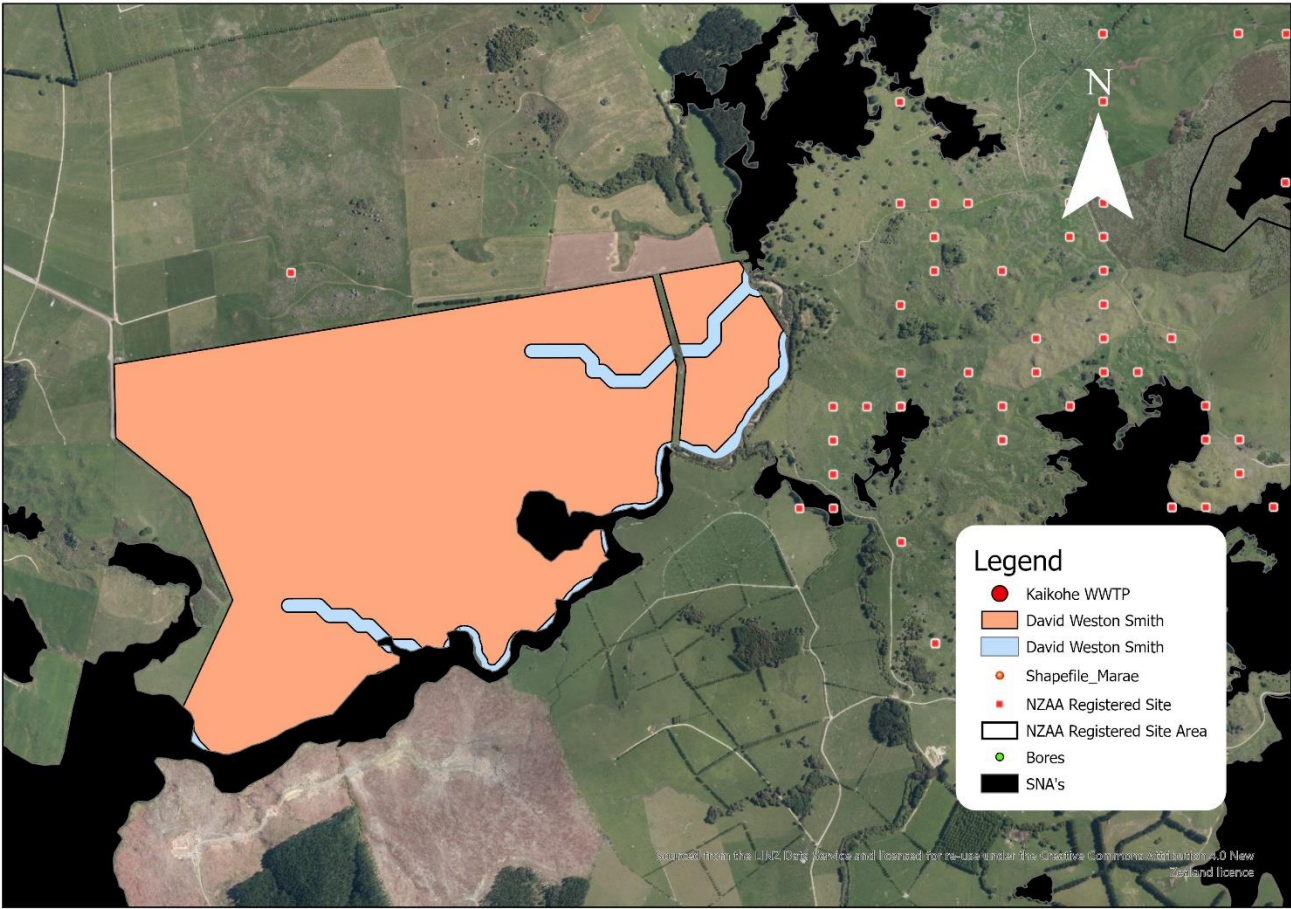 N
Legend
Kaikohe WWTP
David Weston Smith
David Weston Smith
Shapefile_Marae
NZAA Registered Site
NZAA Registered Site Area
Bores
SNA's
sourced from the LINZ Data Service and licensed for re-use under the Creative Commons Attribution 4.0 New
Zealand licence